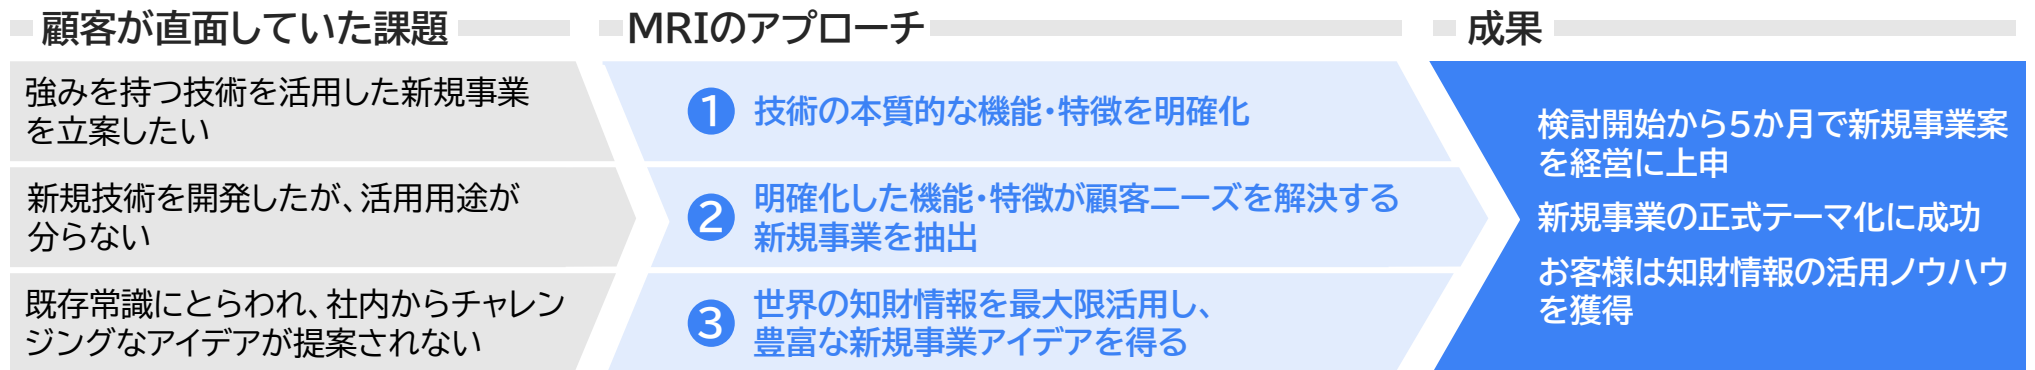 顧客が直面していた課題
強みを持つ技術を活用した新規事業
を立案したい
新規技術を開発したが、活用用途が
分らない
既存常識にとらわれ、社内からチャレン
ジングなアイデアが提案されない
MRIのアプローチ
1 技術の本質的な機能・特徴を明確化
2 明確化した機能・特徴が顧客ニーズを解決する
新規事業を抽出
3 世界の知財情報を最大限活用し、
豊富な新規事業アイデアを得る
成果
検討開始から5か月で新規事業案
を経営に上申
新規事業の正式テーマ化に成功
お客様は知財情報の活用ノウハウ
を獲得